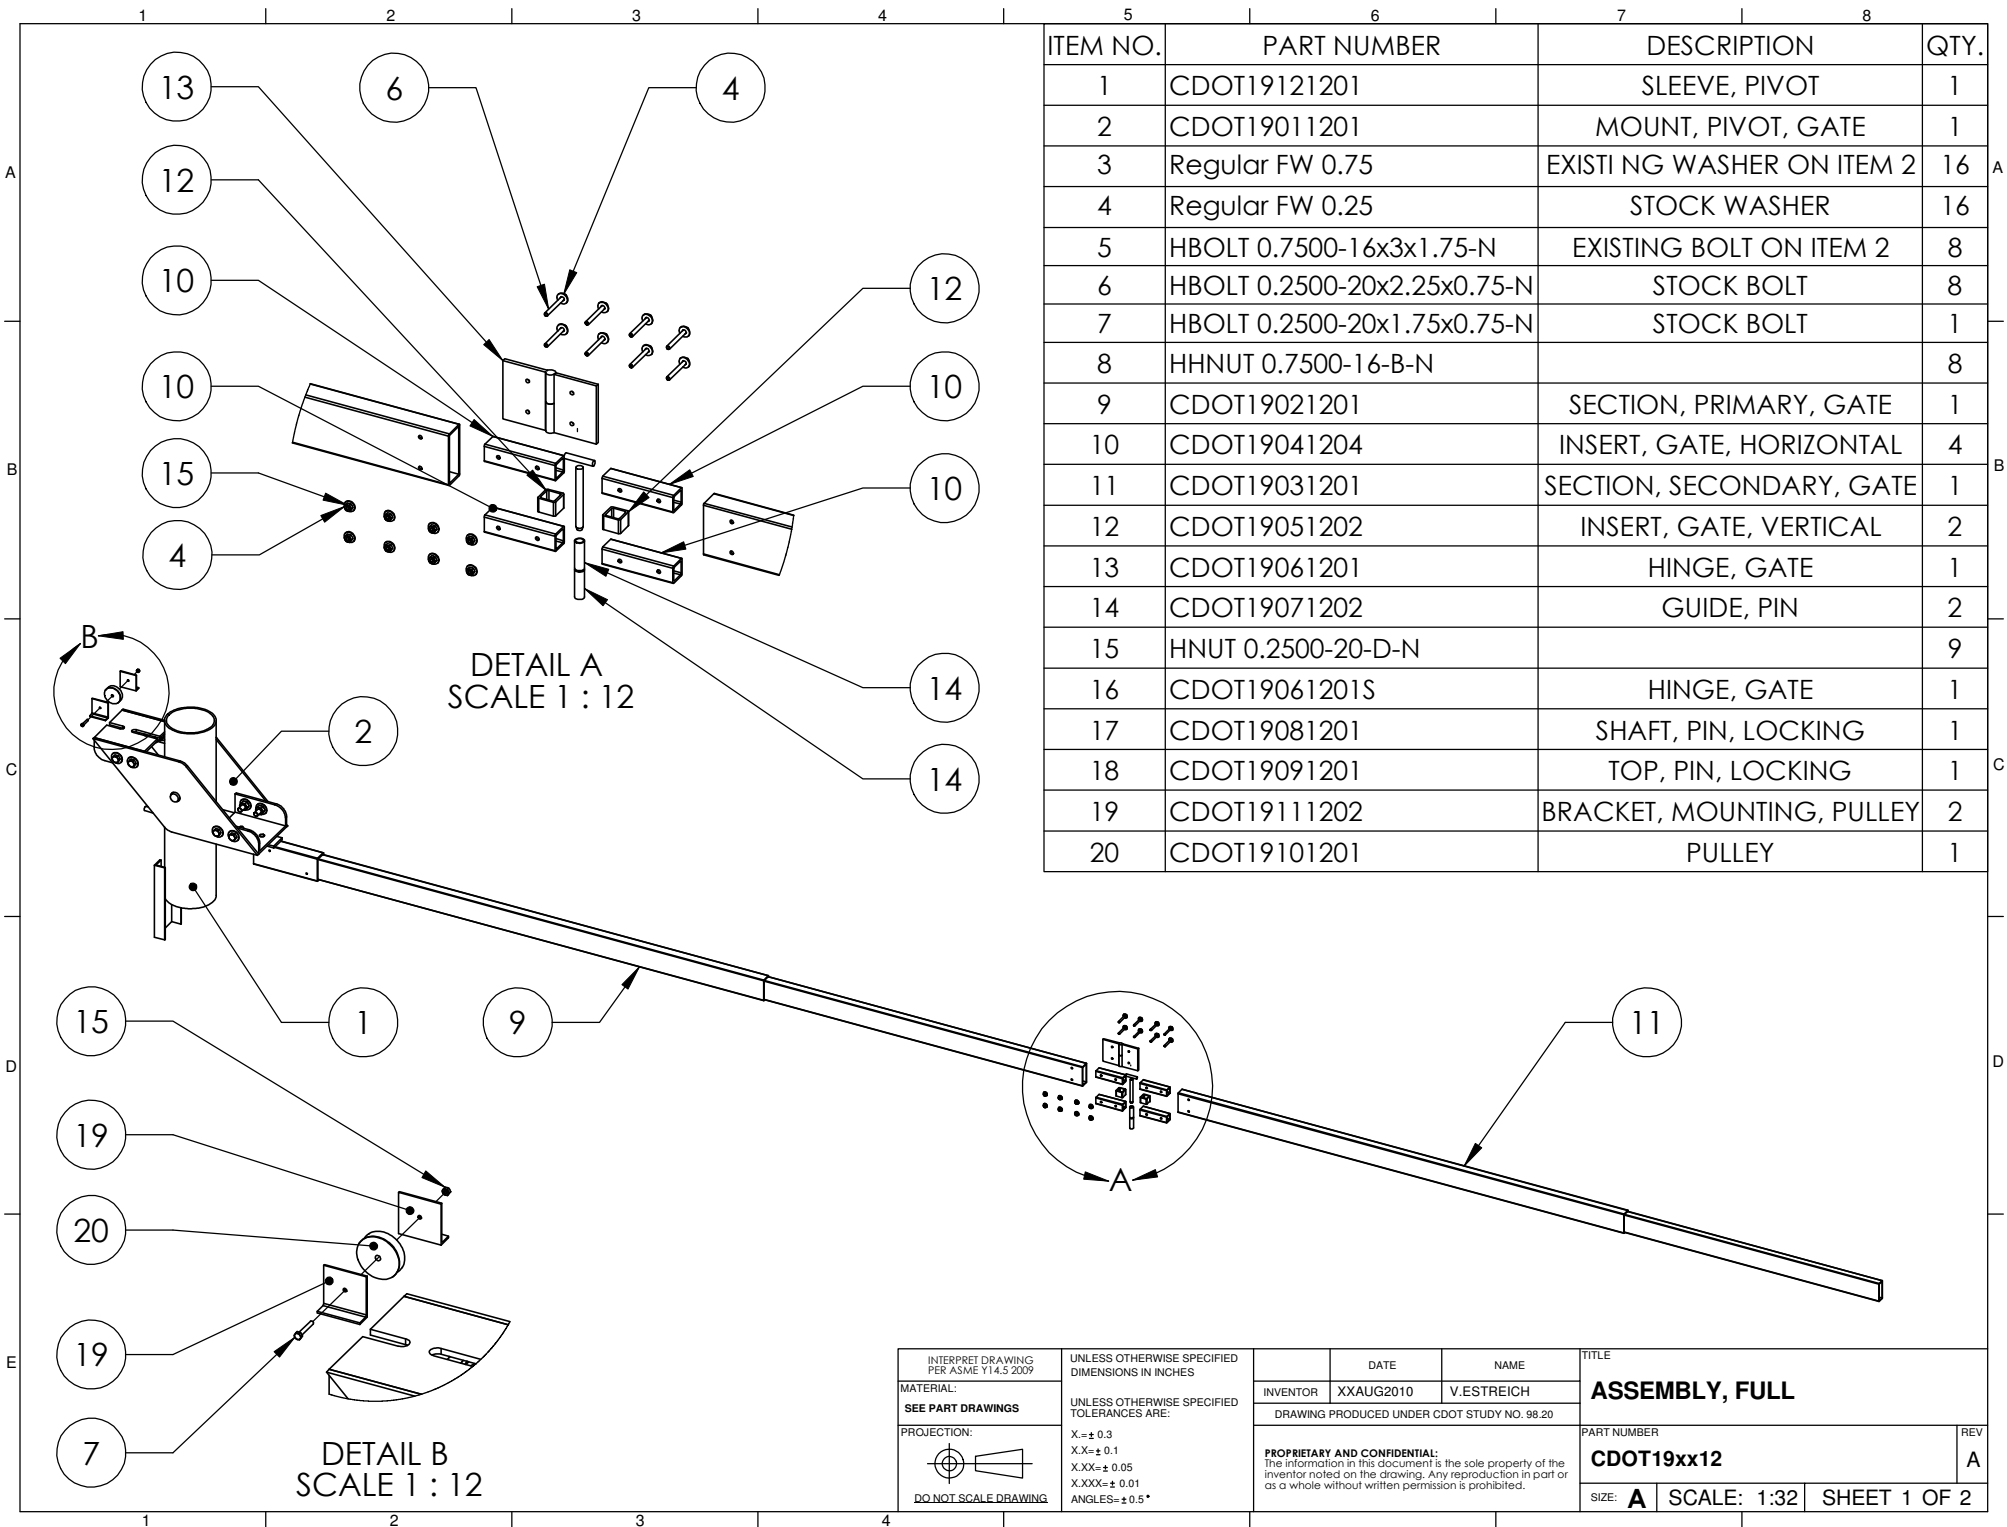 1 2 3 4 5 6 7 8
ITEM NO. PART NUMBER DESCRIPTION QTY.
1 CDOT19121201 SLEEVE, PIVOT 1
2 CDOT19011201 MOUNT, PIVOT, GATE 1
3 Regular FW 0.75 EXISTI NG WASHER ON ITEM 2 16
4 Regular FW 0.25 STOCK WASHER 16
5 HBOLT 0.7500-16x3x1.75-N EXISTING BOLT ON ITEM 2 8
6 HBOLT 0.2500-20x2.25x0.75-N STOCK BOLT 8
7 HBOLT 0.2500-20x1.75x0.75-N STOCK BOLT 1
8 HHNUT 0.7500-16-B-N 8
9 CDOT19021201 SECTION, PRIMARY, GATE 1
10 CDOT19041204 INSERT, GATE, HORIZONTAL 4
11 CDOT19031201 SECTION, SECONDARY, GATE 1
12 CDOT19051202 INSERT, GATE, VERTICAL 2
13 CDOT19061201 HINGE, GATE 1
14 CDOT19071202 GUIDE, PIN 2
15 HNUT 0.2500-20-D-N 9
16 CDOT19061201S HINGE, GATE 1
17 CDOT19081201 SHAFT, PIN, LOCKING 1
18 CDOT19091201 TOP, PIN, LOCKING 1
19 CDOT19111202 BRACKET, MOUNTING, PULLEY 2
20 CDOT19101201 PULLEY 1
A
A
B
B
C
C
D
D
E
13
6
4
12
10
12
10
10
15
10
4
14
14
DETAIL A
SCALE 1 : 12
B
2
1
9
11
A
15
19
20
19
7
DETAIL B
SCALE 1 : 12
INTERPRET DRAWING
PER ASME Y14.5 2009
MATERIAL:
SEE PART DRAWINGS
PROJECTION:
DO NOT SCALE DRAWING
UNLESS OTHERWISE SPECIFIED
DIMENSIONS IN INCHES
UNLESS OTHERWISE SPECIFIED
TOLERANCES ARE:
X.=± 0.3
X.X=± 0.1
X.XX=± 0.05
X.XXX=± 0.01
ANGLES=± 0.5°
DATE NAME
INVENTOR XXAUG2010 V.ESTREICH
DRAWING PRODUCED UNDER CDOT STUDY NO. 98.20
PROPRIETARY AND CONFIDENTIAL:
The information in this document is the sole property of the
inventor noted on the drawing. Any reproduction in part or
as a whole without written permission is prohibited.
TITLE
ASSEMBLY, FULL
PART NUMBER REV
CDOT19xx12 A
SIZE: A SCALE: 1:32 SHEET 1 OF 2
1 2 3 4